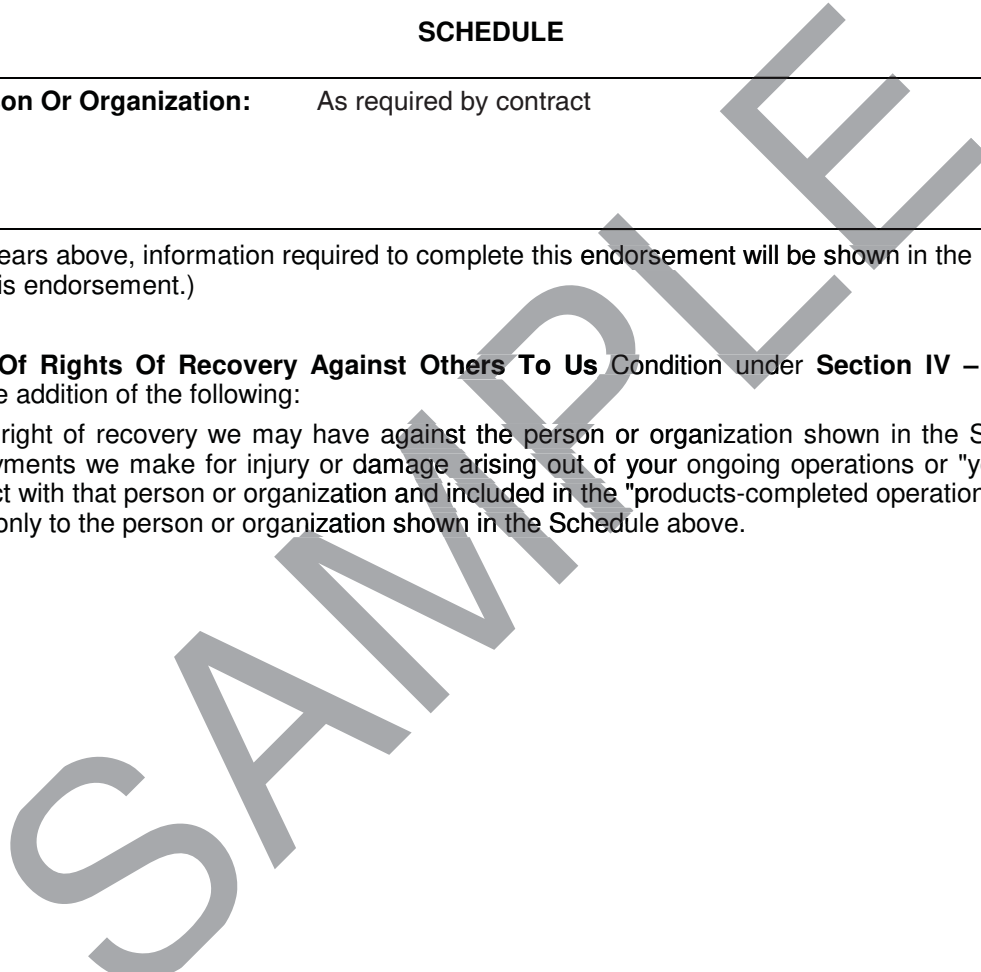 SCHEDULE
on Or Organization: As required by contract
ears above, information required to complete this endorsement will be shown in the
is endorsement.)
Of Rights Of Recovery Against Others To Us Condition under Section IV –
e addition of the following:
right of recovery we may have against the person or organization shown in the S
yments we make for injury or damage arising out of your ongoing operations or "y
ct with that person or organization and included in the "products-completed operation
only to the person or organization shown in the Schedule above.
SAMPLE